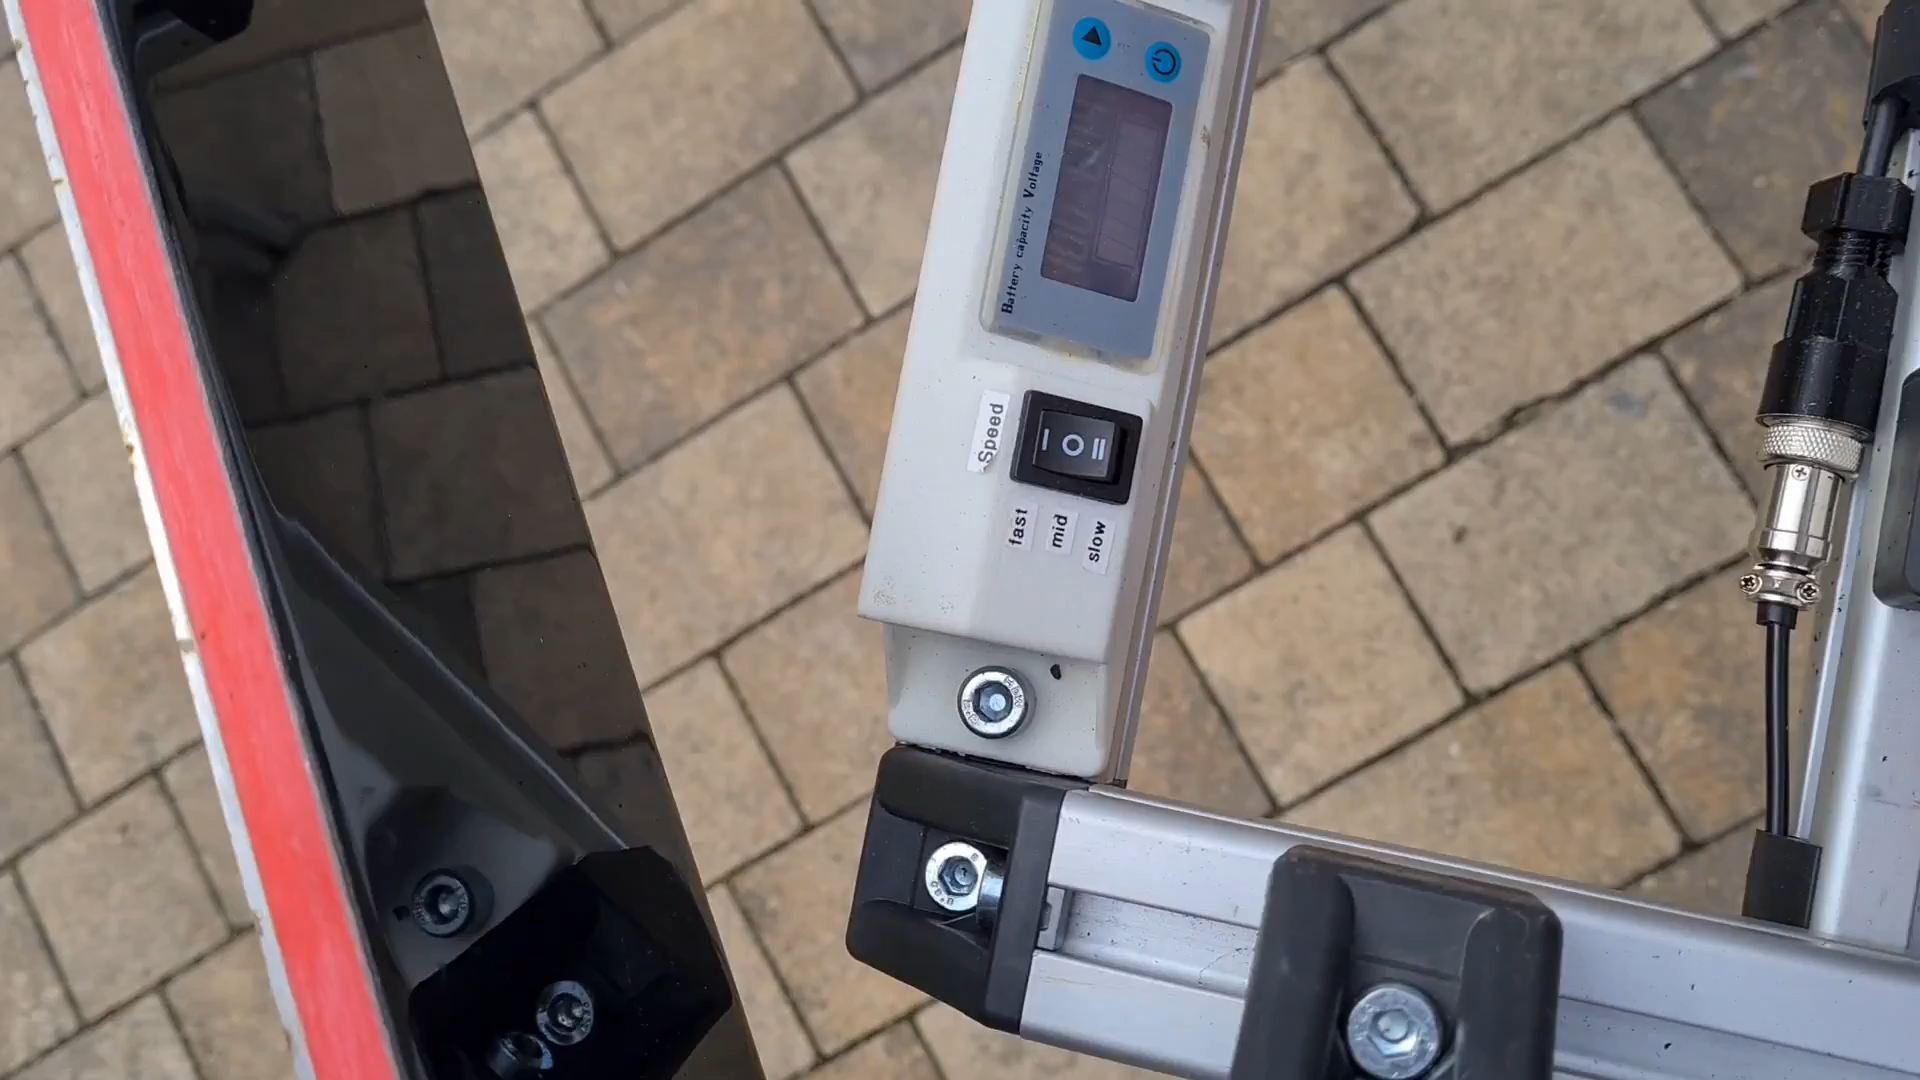 Battery capacity Voltage
Speed
fast
mid
slow